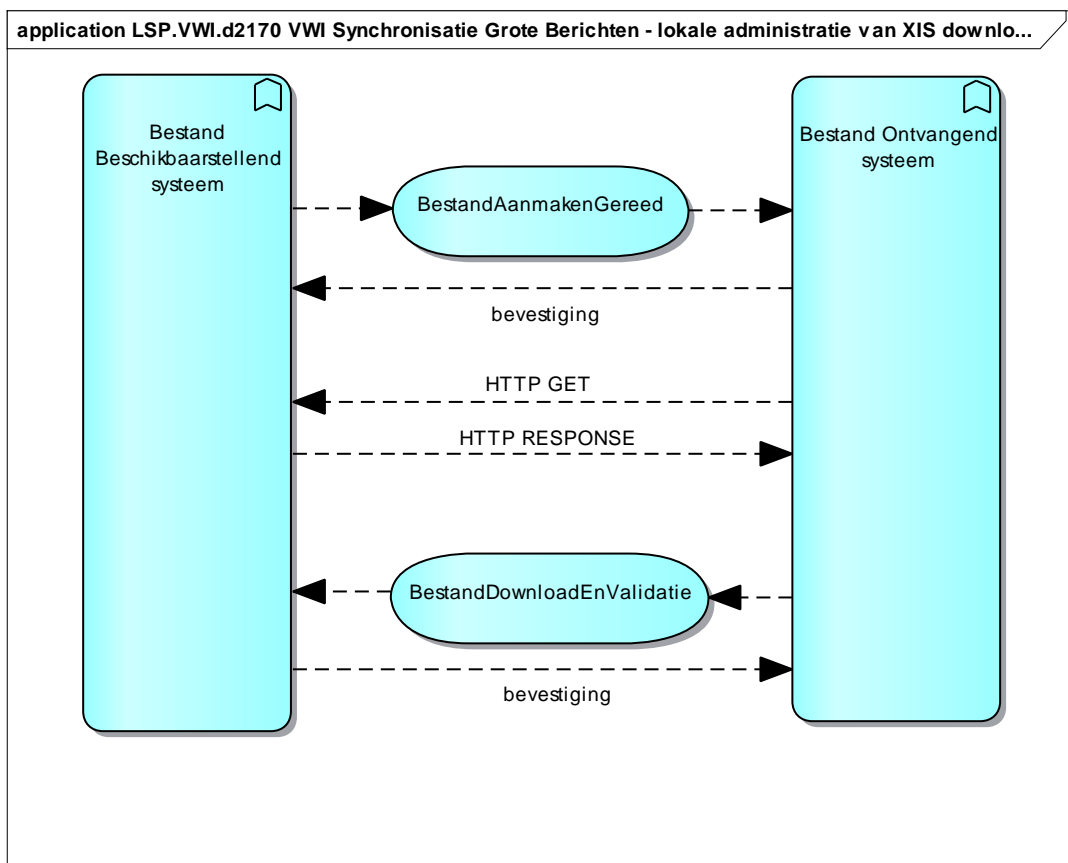 application LSP.VWI.d2170 VWI Synchronisatie Grote Berichten - lokale administratie van XIS downlo...
Bestand
Beschikbaarstellend
systeem
Bestand Ontvangend
systeem
BestandAanmakenGereed
bevestiging
HTTP GET
HTTP RESPONSE
BestandDownloadEnValidatie
bevestiging